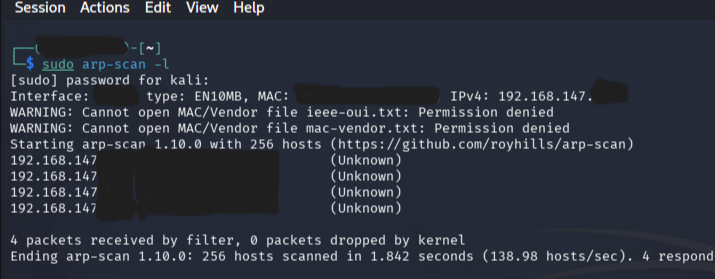 Session Actions Edit View Help
-[~]
$ sudo arp-scan -l
[sudo] password for kali:
Interface: type: EN10MB, MAC: IPv4: 192.168.147.
WARNING: Cannot open MAC/Vendor file ieee-oui.txt: Permission denied
WARNING: Cannot open MAC/Vendor file mac-vendor.txt: Permission denied
Starting arp-scan 1.10.0 with 256 hosts (https://github.com/royhills/arp-scan)
192.168.147 (Unknown)
192.168.147 (Unknown)
192.168.147 (Unknown)
192.168.147 (Unknown)
4 packets received by filter, 0 packets dropped by kernel
Ending arp-scan 1.10.0: 256 hosts scanned in 1.842 seconds (138.98 hosts/sec). 4 respond